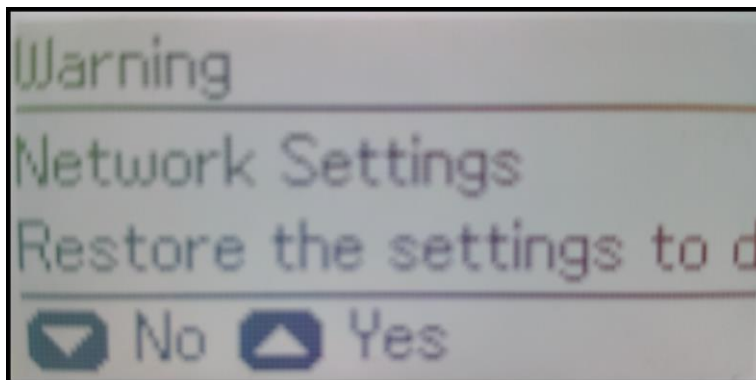 Warning
Network Settings
Restore the settings to d
No Yes